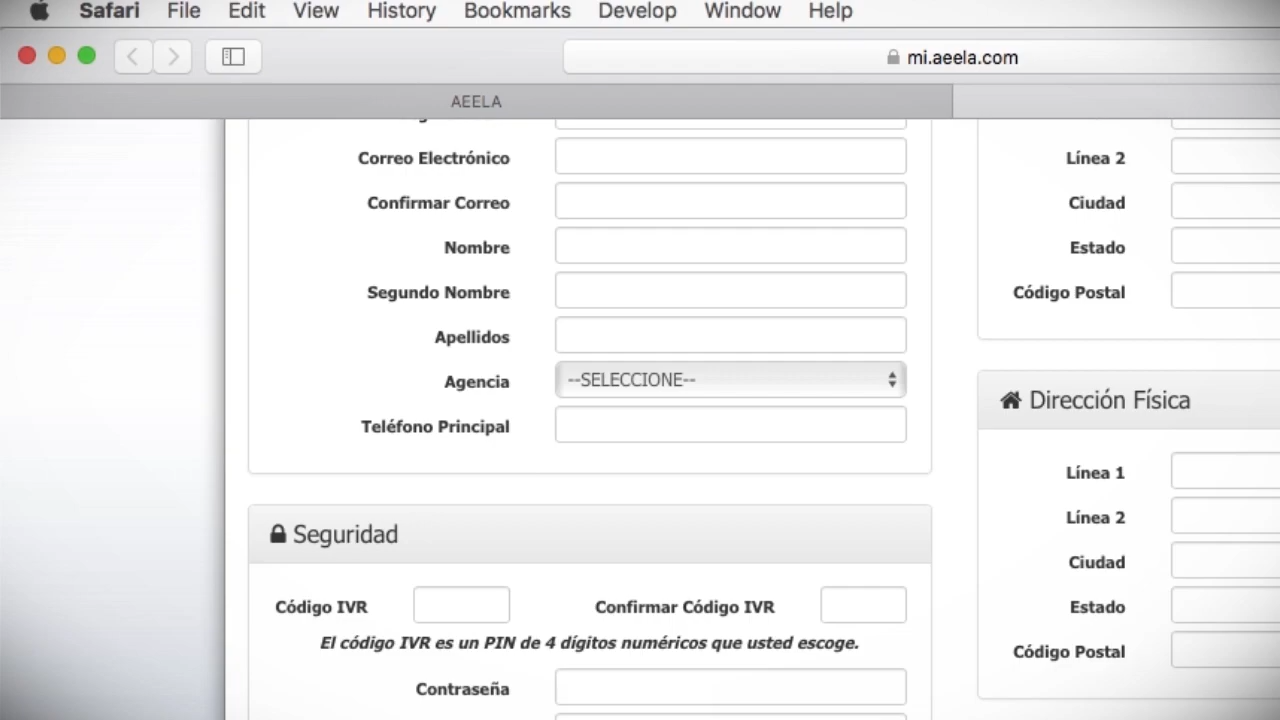 Safari File Edit View History Bookmarks Develop Window Help
mi.aeela.com
AEELA
Correo Electrónico
Confirmar Correo
Nombre
Segundo Nombre
Apellidos
Agencia --SELECCIONE--
Teléfono Principal
Seguridad
Código IVR Confirmar Código IVR
El código IVR es un PIN de 4 dígitos numéricos que usted escoge.
Contraseña
Línea 2
Ciudad
Estado
Código Postal
Dirección Física
Línea 1
Línea 2
Ciudad
Estado
Código Postal